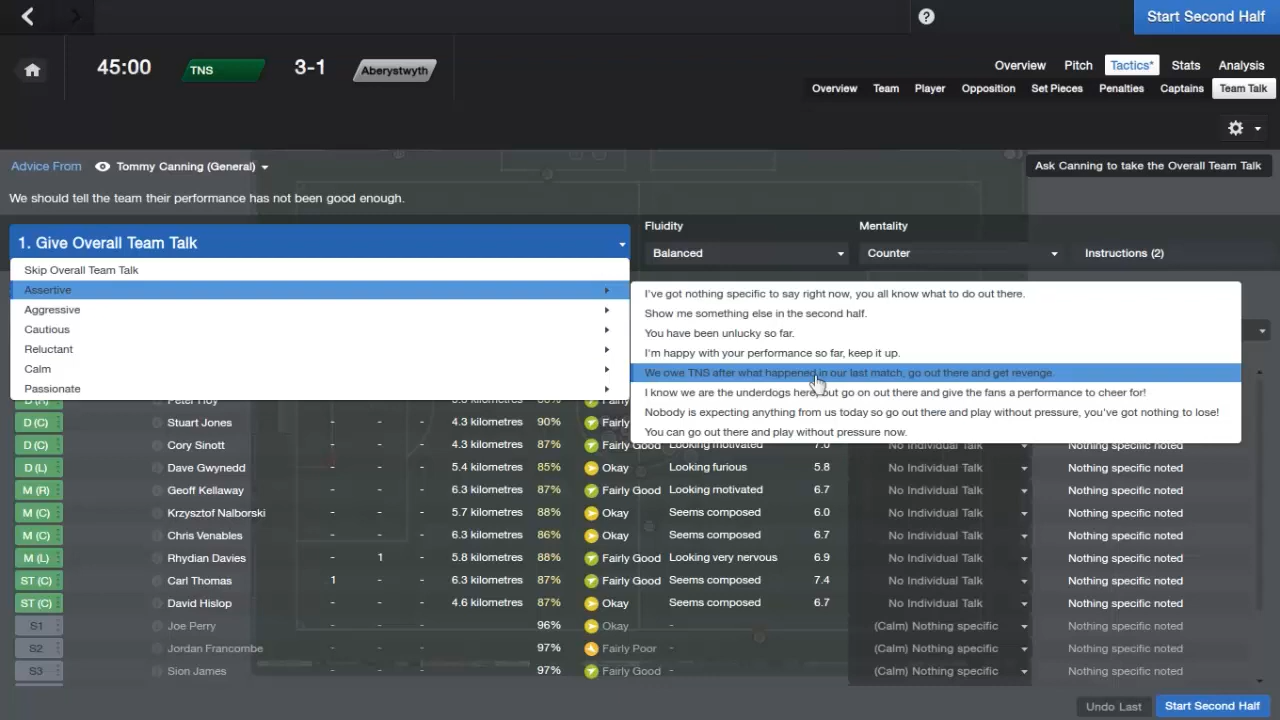 Start Second Half
45:00 TNS 3-1 Aberystwyth
Overview Pitch Tactics* Stats Analysis
Overview Team Player Opposition Set Pieces Penalties Captains Team Talk
Advice From Tommy Canning (General)
Ask Canning to take the Overall Team Talk
We should tell the team their performance has not been good enough.
Fluidity Mentality
1. Give Overall Team Talk
Balanced Counter Instructions (2)
Skip Overall Team Talk
Assertive
Aggressive
Cautious
Reluctant
Calm
Passionate
I've got nothing specific to say right now, you all know what to do out there.
Show me something else in the second half.
You have been unlucky so far.
I'm happy with your performance so far, keep it up.
We owe TNS after what happened in our last match, go out there and get revenge.
I know we are the underdogs here, but go on out there and give the fans a performance to cheer for!
Nobody is expecting anything from us today so go out there and play without pressure, you've got nothing to lose!
You can go out there and play without pressure now.
D (C) Stuart Jones - - - 4.3 kilometres 90% Fairly
D (C) Cory Sinott - - - 4.3 kilometres 87% Fairly Looking motivated 7.0 No Individual Talk Nothing specific noted
D (L) Dave Gwynedd - - - 5.4 kilometres 85% Okay Looking furious 5.8 No Individual Talk Nothing specific noted
M (R) Geoff Kellaway - - - 6.3 kilometres 87% Fairly Good Looking motivated 6.7 No Individual Talk Nothing specific noted
M (C) Krzysztof Nalborski - - - 5.7 kilometres 88% Okay Seems composed 6.0 No Individual Talk Nothing specific noted
M (C) Chris Venables - - - 6.3 kilometres 86% Okay Seems composed 6.7 No Individual Talk Nothing specific noted
M (L) Rhydian Davies - 1 - 5.8 kilometres 88% Fairly Good Looking very nervous 6.9 No Individual Talk Nothing specific noted
ST (C) Carl Thomas 1 - - 6.3 kilometres 87% Fairly Good Seems composed 7.4 No Individual Talk Nothing specific noted
ST (C) David Hislop - - - 4.6 kilometres 87% Okay Seems composed 6.7 No Individual Talk Nothing specific noted
S1 Joe Perry 96% Okay - (Calm) Nothing specific Nothing specific noted
S2 Jordan Francombe 97% Fairly Poor - (Calm) Nothing specific Nothing specific noted
S3 Sion James 97% Fairly Good - (Calm) Nothing specific Nothing specific noted
Undo Last Start Second Half